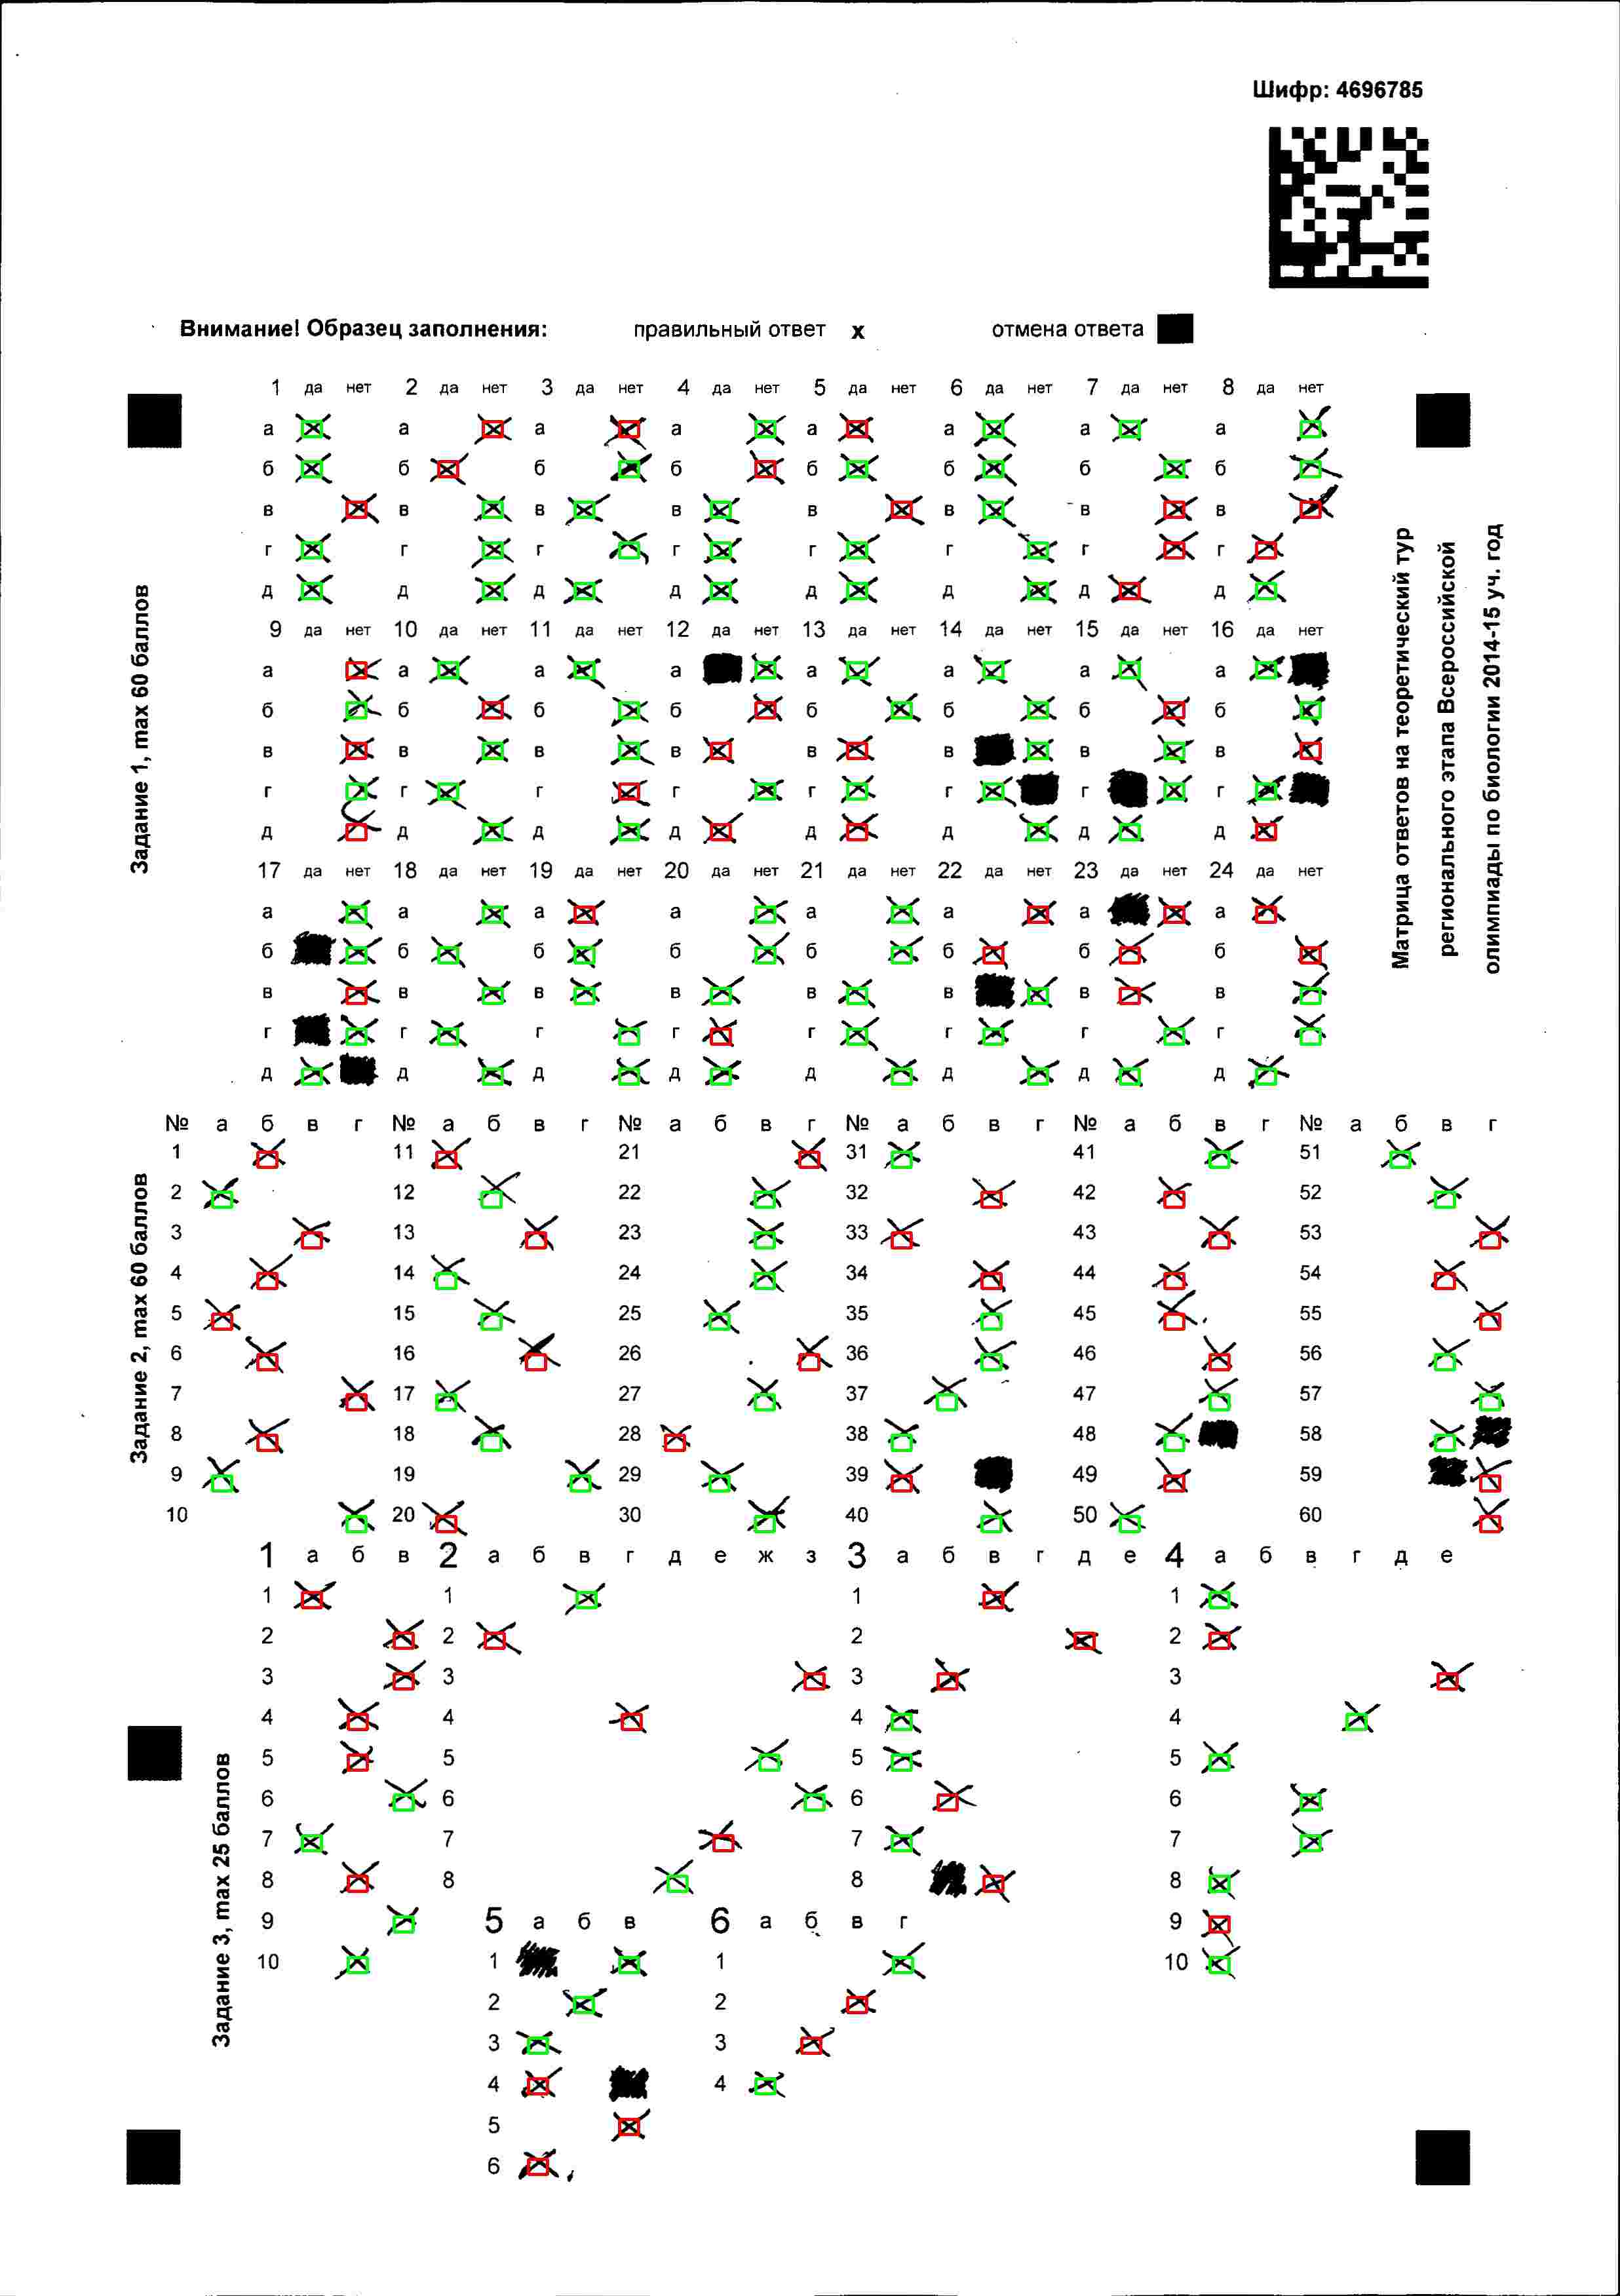 Шифр: 4696785
Внимание! Образец заполнения: правильный ответ x отмена ответа
1 да нет 2 да нет 3 да нет 4 да нет 5 да нет 6 да нет 7 да нет 8 да нет
а а а а а а а а
б б б б б б б б
в в в в в в в в
г г г г г г г г
д д д д д д д д
9 да нет 10 да нет 11 да нет 12 да нет 13 да нет 14 да нет 15 да нет 16 да нет
а а а а а а а а
б б б б б б б б
в в в в в в в в
г г г г г г г г
д д д д д д д д
17 да нет 18 да нет 19 да нет 20 да нет 21 да нет 22 да нет 23 да нет 24 да нет
а а а а а а а а
б б б б б б б б
в в в в в в в в
г г г г г г г г
д д д д д д д д
Задание 1, max 60 баллов
Матрица ответов на теоретический тур
регионального этапа Всероссийской
олимпиады по биологии 2014-15 уч. год
№ а б в г № а б в г № а б в г № а б в г № а б в г № а б в г
1 11 21 31 41 51
2 12 22 32 42 52
3 13 23 33 43 53
4 14 24 34 44 54
5 15 25 35 45 55
6 16 26 36 46 56
7 17 27 37 47 57
8 18 28 38 48 58
9 19 29 39 49 59
10 20 30 40 50 60
Задание 2, max 60 баллов
1 а б в 2 а б в г д е ж з 3 а б в г д е 4 а б в г д е
1 1 1 1
2 2 2 2
3 3 3 3
4 4 4 4
5 5 5 5
6 6 6 6
7 7 7 7
8 8 8 8
9 5 а б в 6 а б в г 9
10 1 1 10
2 2
3 3
4 4
5
6
Задание 3, max 25 баллов